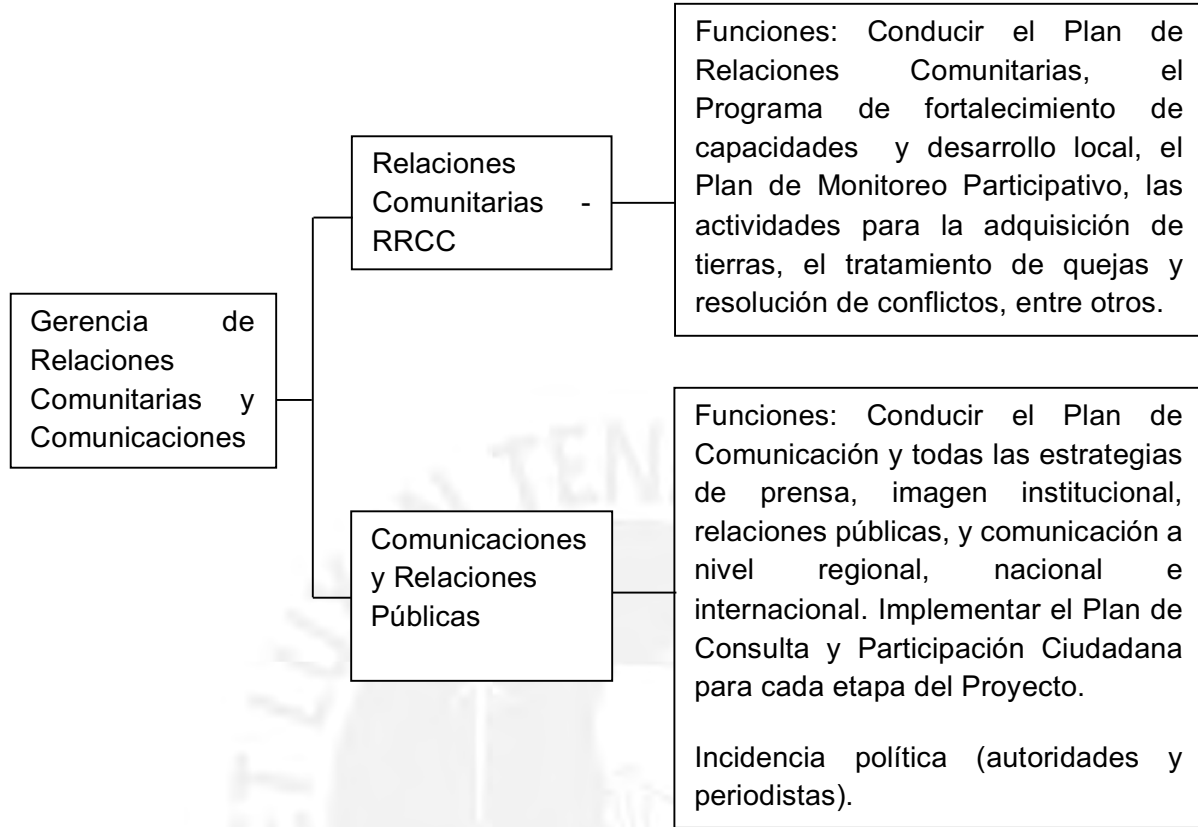 Gerencia de
Relaciones
Comunitarias y
Comunicaciones
Relaciones
Comunitarias -
RRCC
Funciones: Conducir el Plan de
Relaciones Comunitarias, el
Programa de fortalecimiento de
capacidades y desarrollo local, el
Plan de Monitoreo Participativo, las
actividades para la adquisición de
tierras, el tratamiento de quejas y
resolución de conflictos, entre otros.
Comunicaciones
y Relaciones
Públicas
Funciones: Conducir el Plan de
Comunicación y todas las estrategias
de prensa, imagen institucional,
relaciones públicas, y comunicación a
nivel regional, nacional e
internacional. Implementar el Plan de
Consulta y Participación Ciudadana
para cada etapa del Proyecto.
Incidencia política (autoridades y
periodistas).